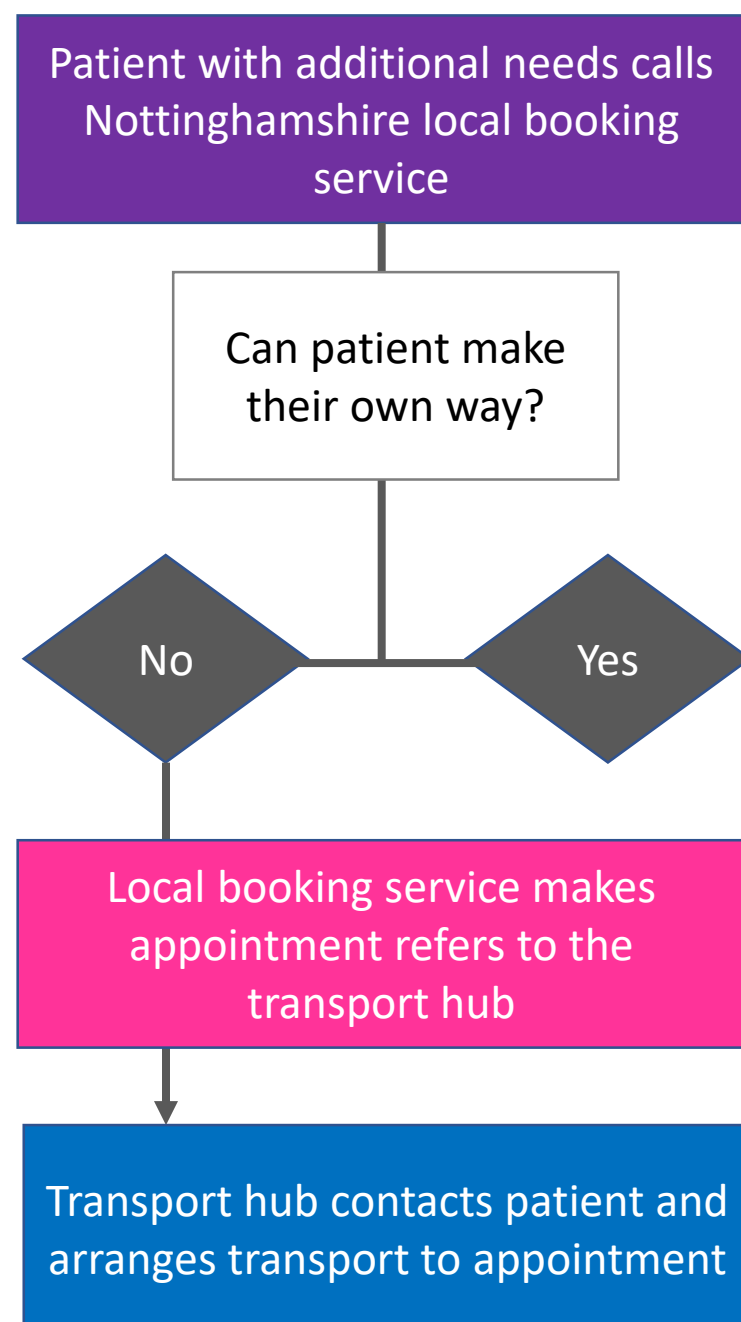 Patient with additional needs calls
Nottinghamshire local booking
service
Can patient make
their own way?
No
Yes
Local booking service makes
appointment refers to the
transport hub
Transport hub contacts patient and
arranges transport to appointment